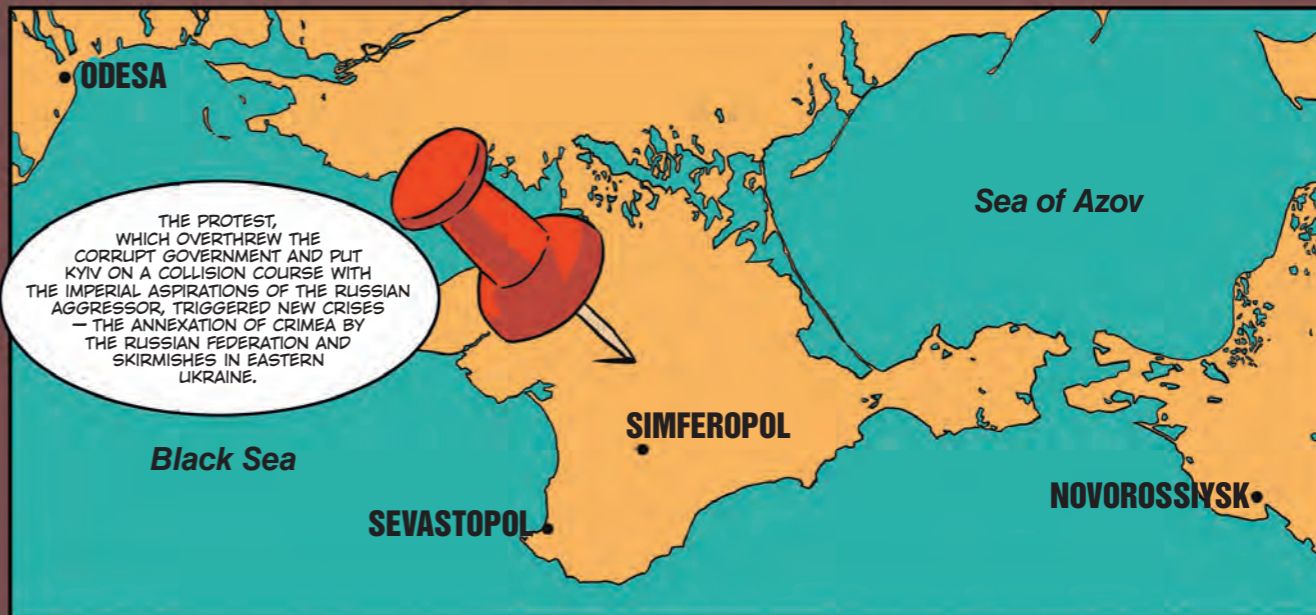 ODESA
THE PROTEST,
WHICH OVERTHREW THE
CORRUPT GOVERNMENT AND PUT
KYIV ON A COLLISION COURSE WITH
THE IMPERIAL ASPIRATIONS OF THE RUSSIAN
AGGRESSOR, TRIGGERED NEW CRISES
– THE ANNEXATION OF CRIMEA BY
THE RUSSIAN FEDERATION AND
SKIRMISHES IN EASTERN
UKRAINE.
Sea of Azov
SIMFEROPOL
Black Sea
NOVOROSSIYSK
SEVASTOPOL